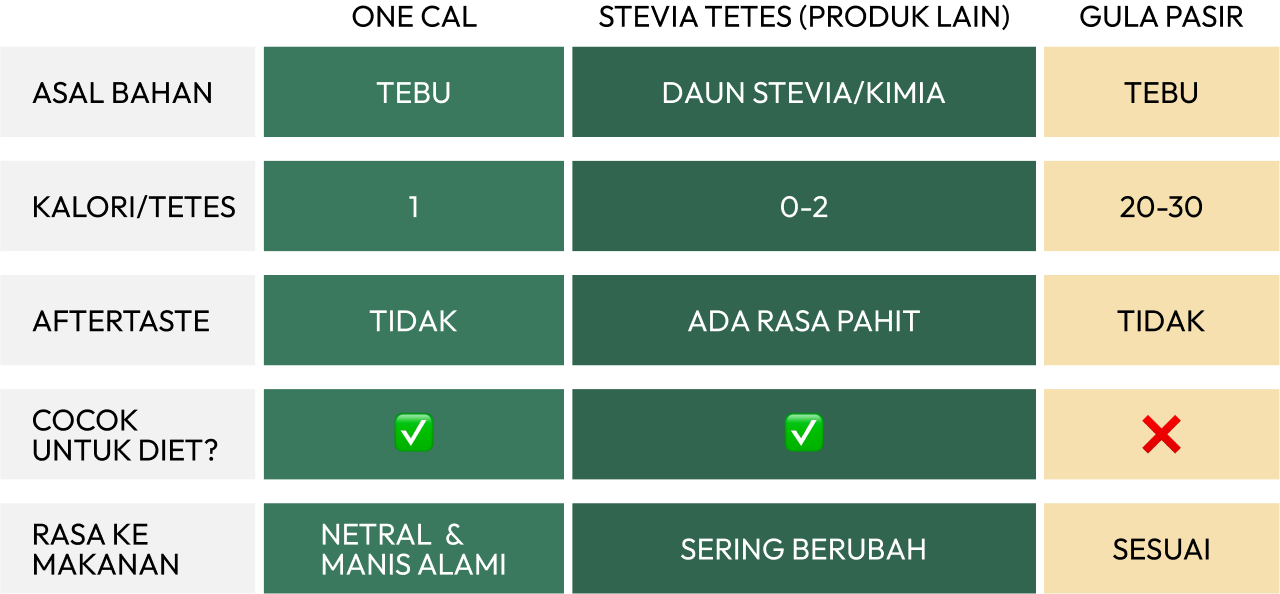 ONE CAL
STEVIA TETES (PRODUK LAIN)
GULA PASIR
ASAL BAHAN
TEBU
DAUN STEVIA/KIMIA
TEBU
KALORI/TETES
1
0-2
20-30
AFTERTASTE
TIDAK
ADA RASA PAHIT
TIDAK
COCOK
UNTUK DIET?
RASA KE
MAKANAN
NETRAL &
MANIS ALAMI
SERING BERUBAH
SESUAI